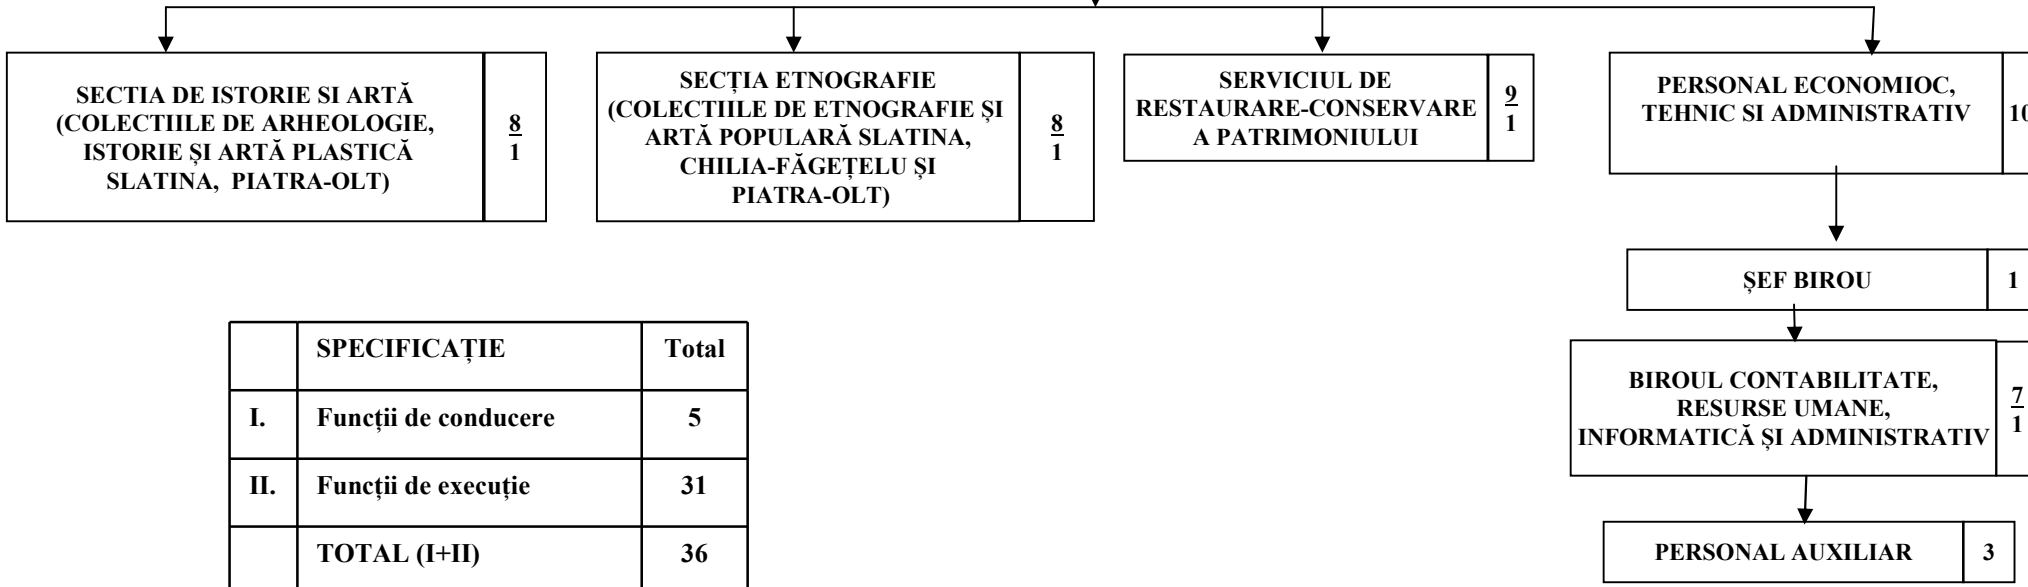 SECTIA DE ISTORIE SI ARTĂ
(COLECTIILE DE ARHEOLOGIE,
ISTORIE ȘI ARTĂ PLASTICĂ
SLATINA, PIATRA-OLT)
8
1
SECȚIA ETNOGRAFIE
(COLECTIILE DE ETNOGRAFIE ȘI
ARTĂ POPULARĂ SLATINA,
CHILIA-FĂGEȚELU ȘI
PIATRA-OLT)
8
1
SERVICIUL DE
RESTAURARE-CONSERVARE
A PATRIMONIULUI
9
1
PERSONAL ECONOMIOC,
TEHNIC SI ADMINISTRATIV
10
ȘEF BIROU 1
BIROUL CONTABILITATE,
RESURSE UMANE,
INFORMATICĂ ȘI ADMINISTRATIV
7
1
PERSONAL AUXILIAR 3
SPECIFICAȚIE Total
I. Funcții de conducere 5
II. Funcții de execuție 31
TOTAL (I+II) 36